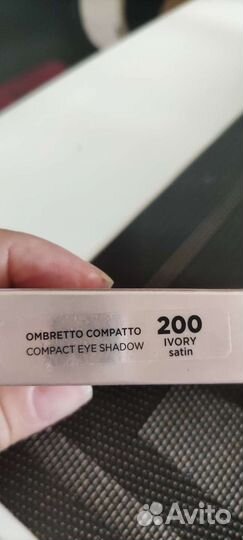 OMBRETTO COMPATTO
COMPACT EYE SHADOW
200
IVORY
satin
Avito